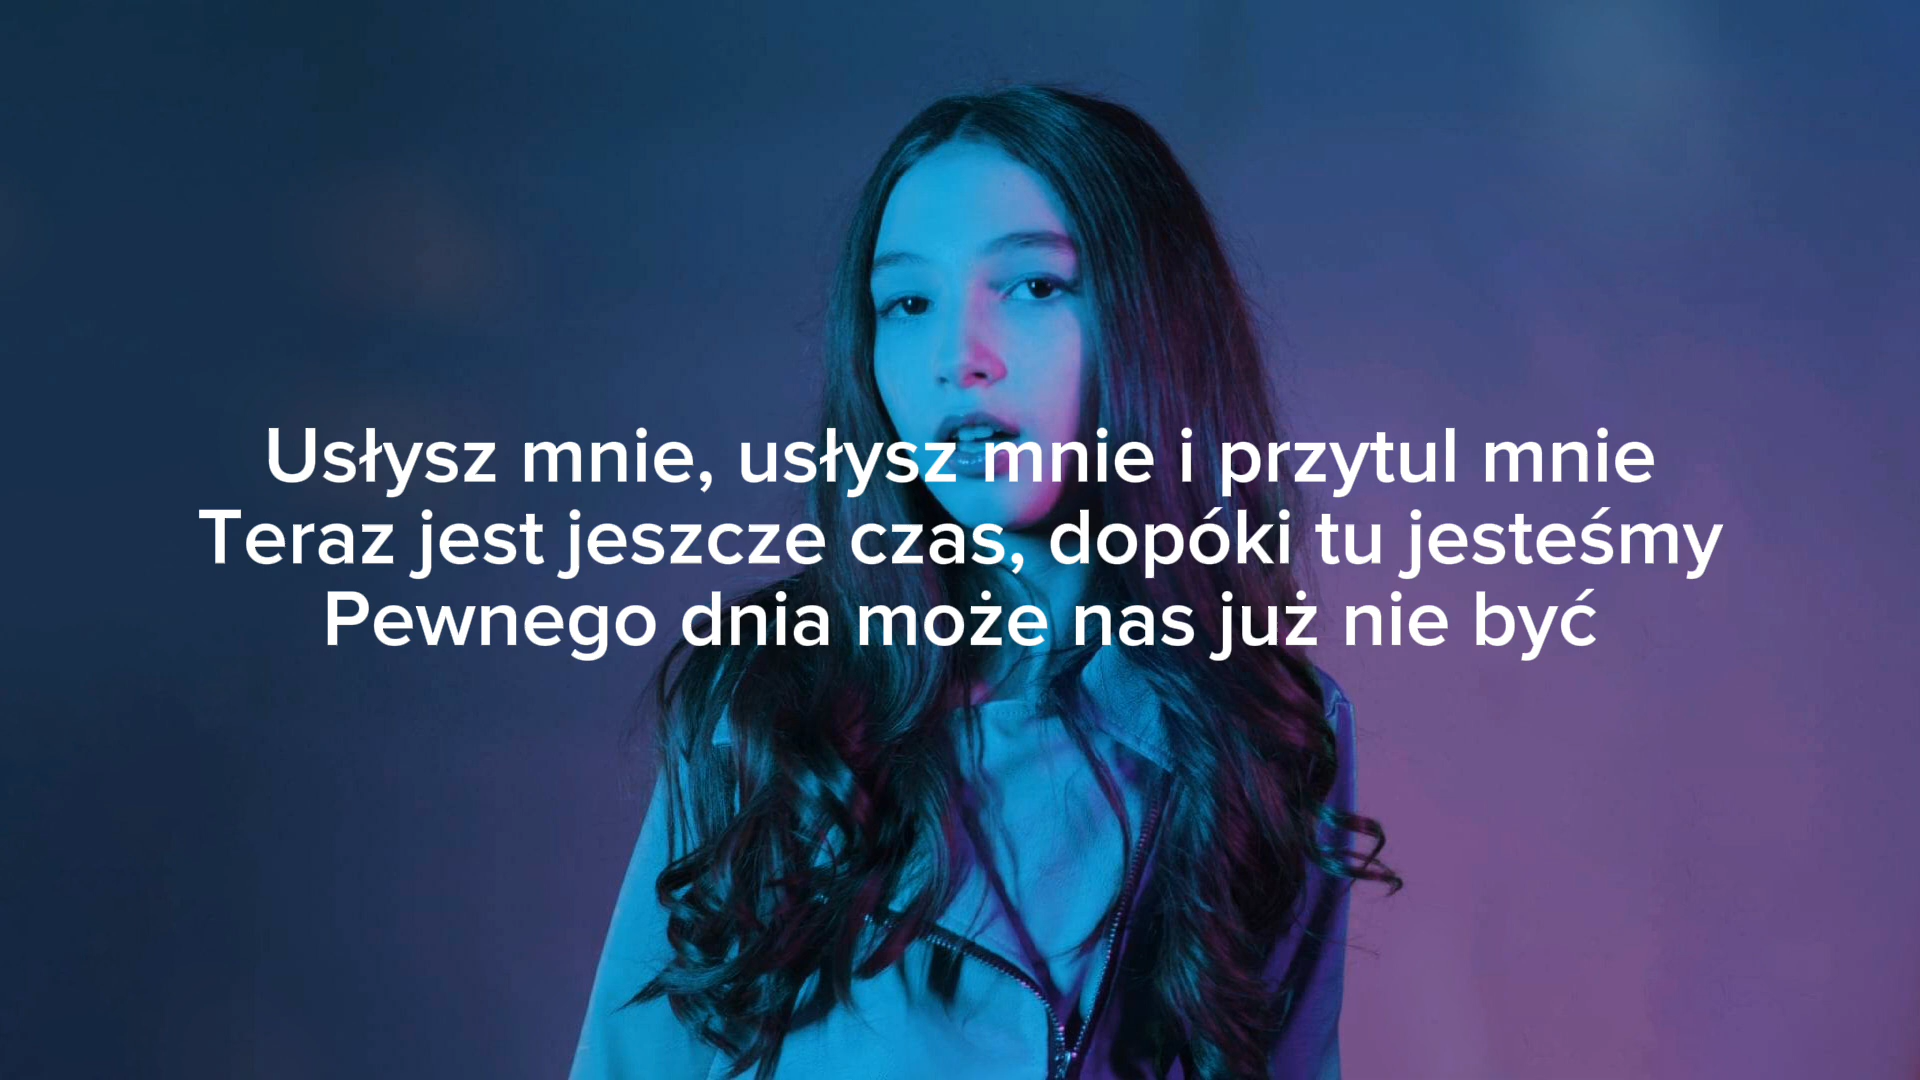 Usłysz mnie, usłysz mnie i przytul mnie
Teraz jest jeszcze czas, dopóki tu jesteśmy
Pewnego dnia może nas już nie być